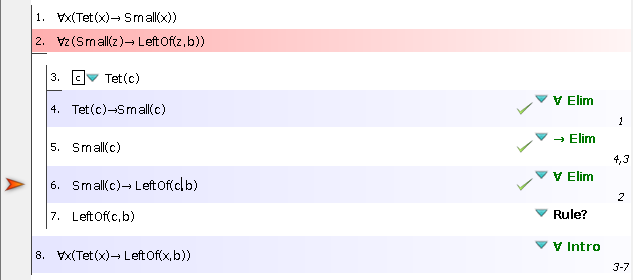 1. ∀x(Tet(x)→ Small(x))
2. ∀z(Small(z)→ LeftOf(z,b))
3. c Tet(c)
4. Tet(c)→Small(c) ∀ Elim
1
5. Small(c) → Elim
4,3
6. Small(c)→ LeftOf(c,b) ∀ Elim
2
7. LeftOf(c,b) Rule?
8. ∀x(Tet(x)→ LeftOf(x,b)) ∀ Intro
3-7